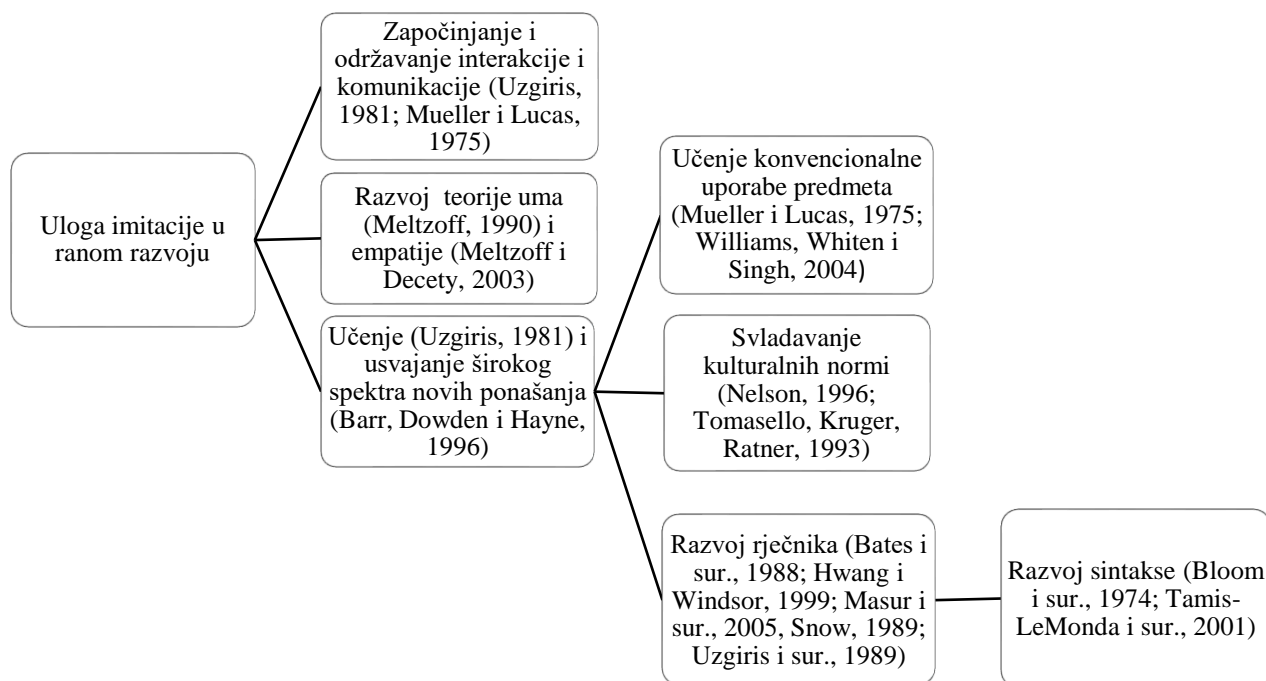 Uloga imitacije u
ranom razvoju
Započinjanje i
održavanje interakcije i
komunikacije (Uzgiris,
1981; Mueller i Lucas,
1975)
Razvoj teorije uma
(Meltzoff, 1990) i
empatije (Meltzoff i
Decety, 2003)
Učenje (Uzgiris, 1981) i
usvajanje širokog
spektra novih ponašanja
(Barr, Dowden i Hayne,
1996)
Učenje konvencionalne
uporabe predmeta
(Mueller i Lucas, 1975;
Williams, Whiten i
Singh, 2004)
Svladavanje
kulturalnih normi
(Nelson, 1996;
Tomasello, Kruger,
Ratner, 1993)
Razvoj rječnika (Bates i
sur., 1988; Hwang i
Windsor, 1999; Masur i
sur., 2005, Snow, 1989;
Uzgiris i sur., 1989)
Razvoj sintakse (Bloom
i sur., 1974; Tamis-
LeMonda i sur., 2001)